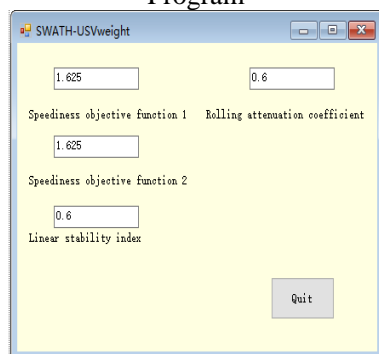 Program
SWATH-USVweight
1.625
0.6
Speediness objective function 1
Rolling attenuation coefficient
1.625
Speediness objective function 2
0.6
Linear stability index
Quit